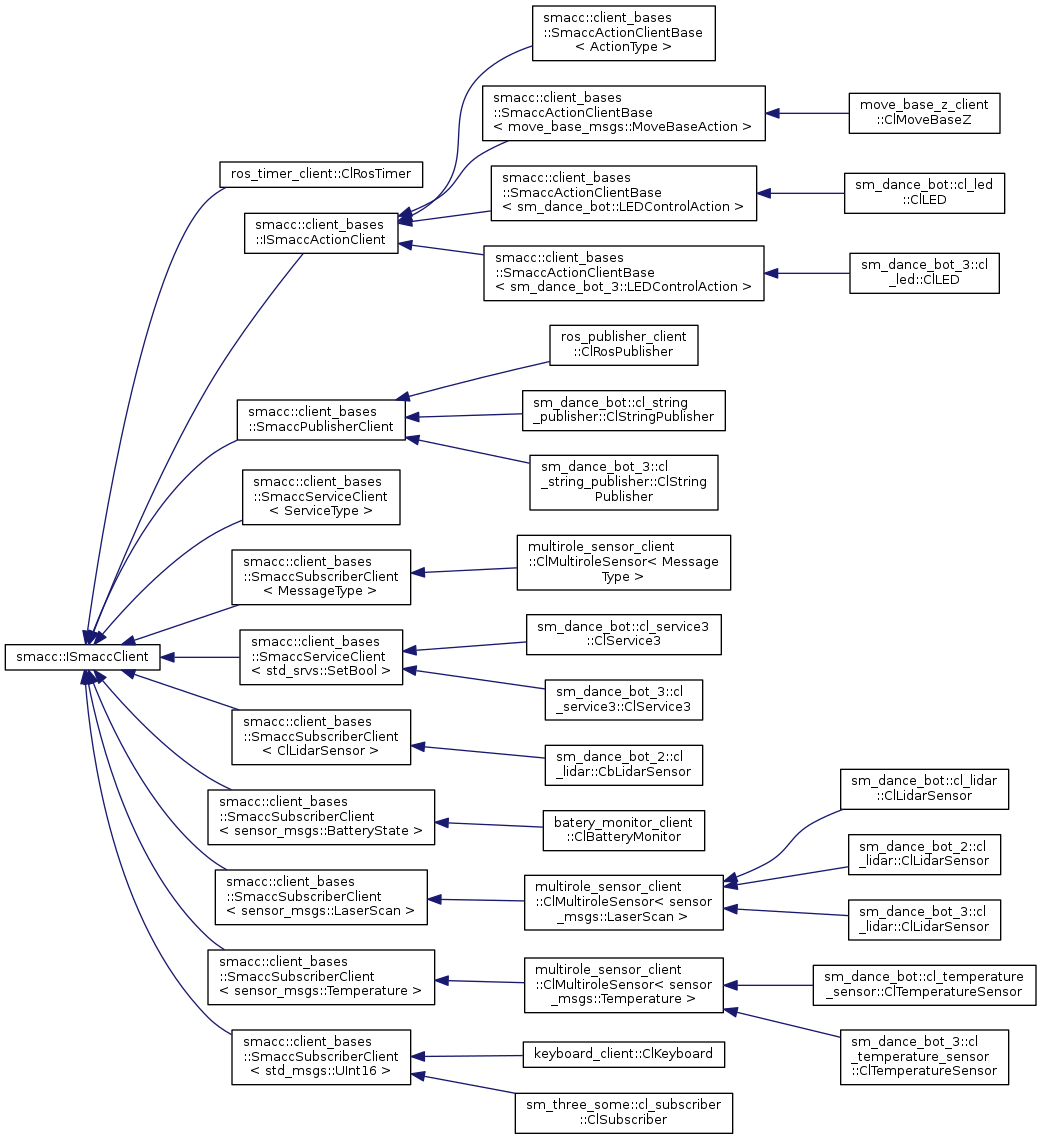 smacc::client_bases
::SmaccActionClientBase
< ActionType >
smacc::client_bases
::SmaccActionClientBase
< move_base_msgs::MoveBaseAction >
move_base_z_client
::ClMoveBaseZ
ros_timer_client::ClRosTimer
smacc::client_bases
::SmaccActionClientBase
< sm_dance_bot::LEDControlAction >
sm_dance_bot::cl_led
::ClLED
smacc::client_bases
::ISmaccActionClient
smacc::client_bases
::SmaccActionClientBase
< sm_dance_bot_3::LEDControlAction >
sm_dance_bot_3::cl
_led::ClLED
ros_publisher_client
::ClRosPublisher
smacc::client_bases
::SmaccPublisherClient
sm_dance_bot::cl_string
_publisher::ClStringPublisher
sm_dance_bot_3::cl
_string_publisher::ClString
Publisher
smacc::client_bases
::SmaccServiceClient
< ServiceType >
smacc::client_bases
::SmaccSubscriberClient
< MessageType >
multirole_sensor_client
::ClMultiroleSensor< Message
Type >
smacc::ISmaccClient
smacc::client_bases
::SmaccServiceClient
< std_srvs::SetBool >
sm_dance_bot::cl_service3
::ClService3
sm_dance_bot_3::cl
_service3::ClService3
smacc::client_bases
::SmaccSubscriberClient
< ClLidarSensor >
sm_dance_bot_2::cl
_lidar::CbLidarSensor
smacc::client_bases
::SmaccSubscriberClient
< sensor_msgs::BatteryState >
batery_monitor_client
::ClBatteryMonitor
smacc::client_bases
::SmaccSubscriberClient
< sensor_msgs::LaserScan >
multirole_sensor_client
::ClMultiroleSensor< sensor
_msgs::LaserScan >
sm_dance_bot::cl_lidar
::ClLidarSensor
sm_dance_bot_2::cl
_lidar::ClLidarSensor
sm_dance_bot_3::cl
_lidar::ClLidarSensor
smacc::client_bases
::SmaccSubscriberClient
< sensor_msgs::Temperature >
multirole_sensor_client
::ClMultiroleSensor< sensor
_msgs::Temperature >
sm_dance_bot::cl_temperature
_sensor::ClTemperatureSensor
sm_dance_bot_3::cl
_temperature_sensor
::ClTemperatureSensor
smacc::client_bases
::SmaccSubscriberClient
< std_msgs::UInt16 >
keyboard_client::ClKeyboard
sm_three_some::cl_subscriber
::ClSubscriber